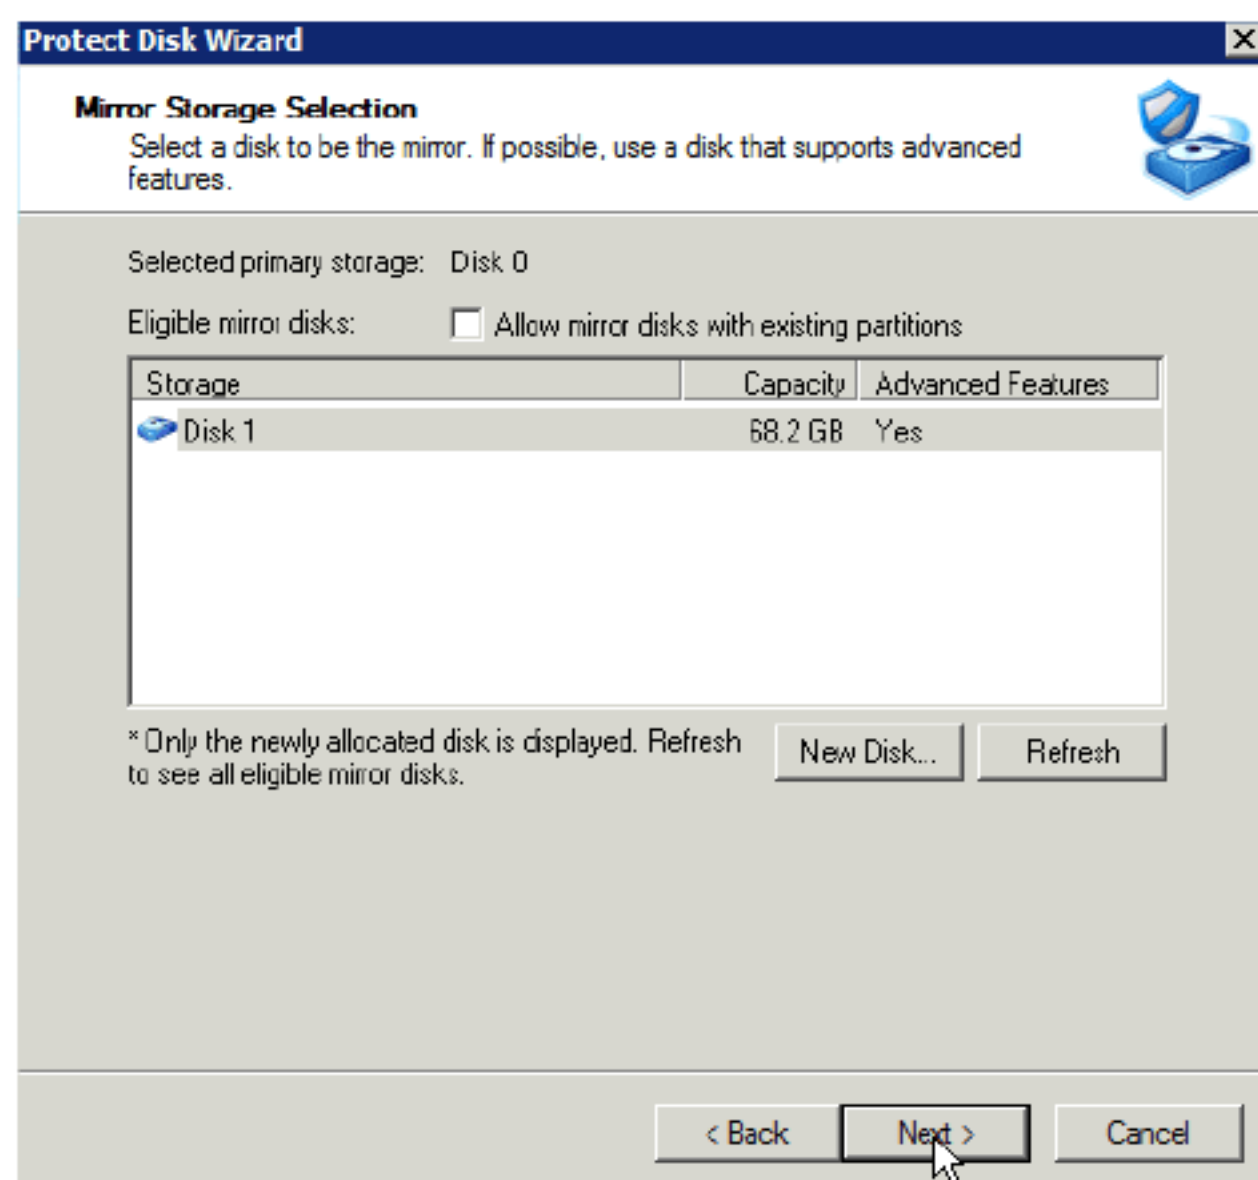 Protect Disk Wizard
Mirror Storage Selection
Select a disk to be the mirror. If possible, use a disk that supports advanced
features.
Selected primary storage: Disk 0
Eligible mirror disks: Allow mirror disks with existing partitions
Storage Capacity Advanced Features
Disk 1 68.2 GB Yes
* Only the newly allocated disk is displayed. Refresh
to see all eligible mirror disks.
New Disk... Refresh
< Back Next > Cancel